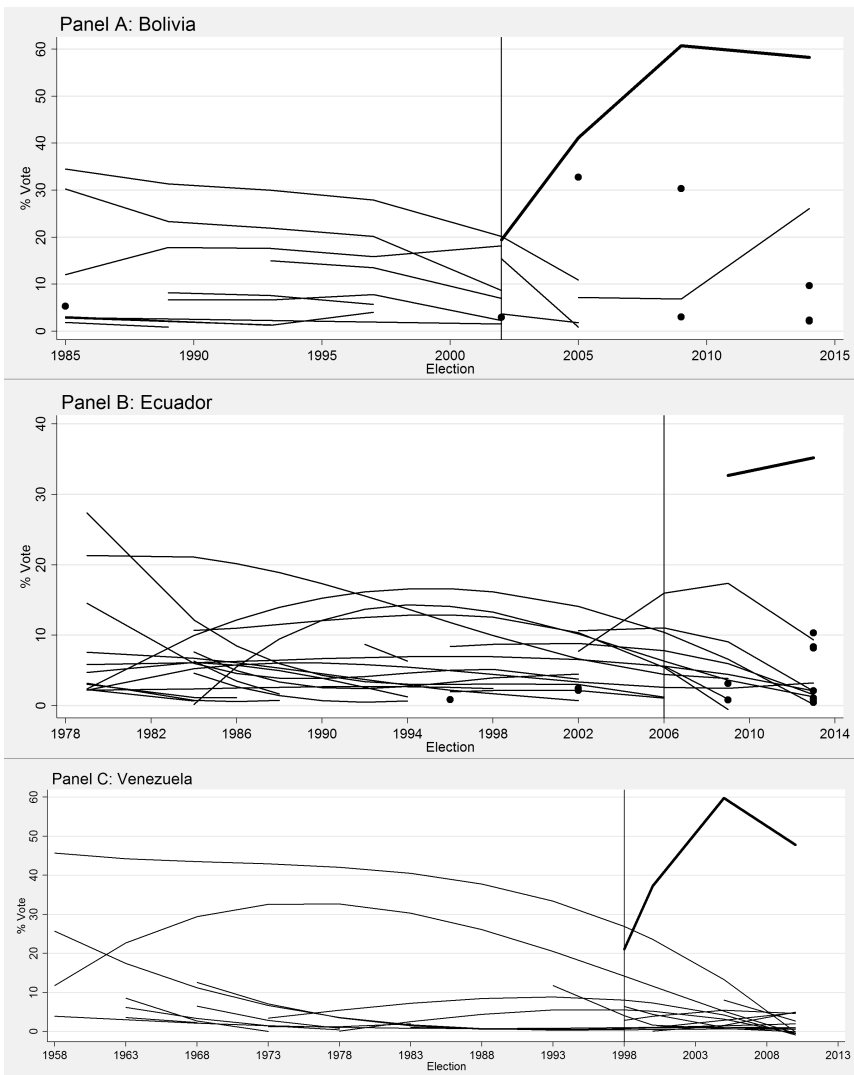 Panel A: Bolivia
60
50
40
30
20
10
0
% Vote
1985 1990 1995 2000 2005 2010 2015
Election
Panel B: Ecuador
40
30
20
10
0
% Vote
1978 1982 1986 1990 1994 1998 2002 2006 2010 2014
Election
Panel C: Venezuela
60
50
40
30
20
10
0
% Vote
1958 1963 1968 1973 1978 1983 1988 1993 1998 2003 2008 2013
Election